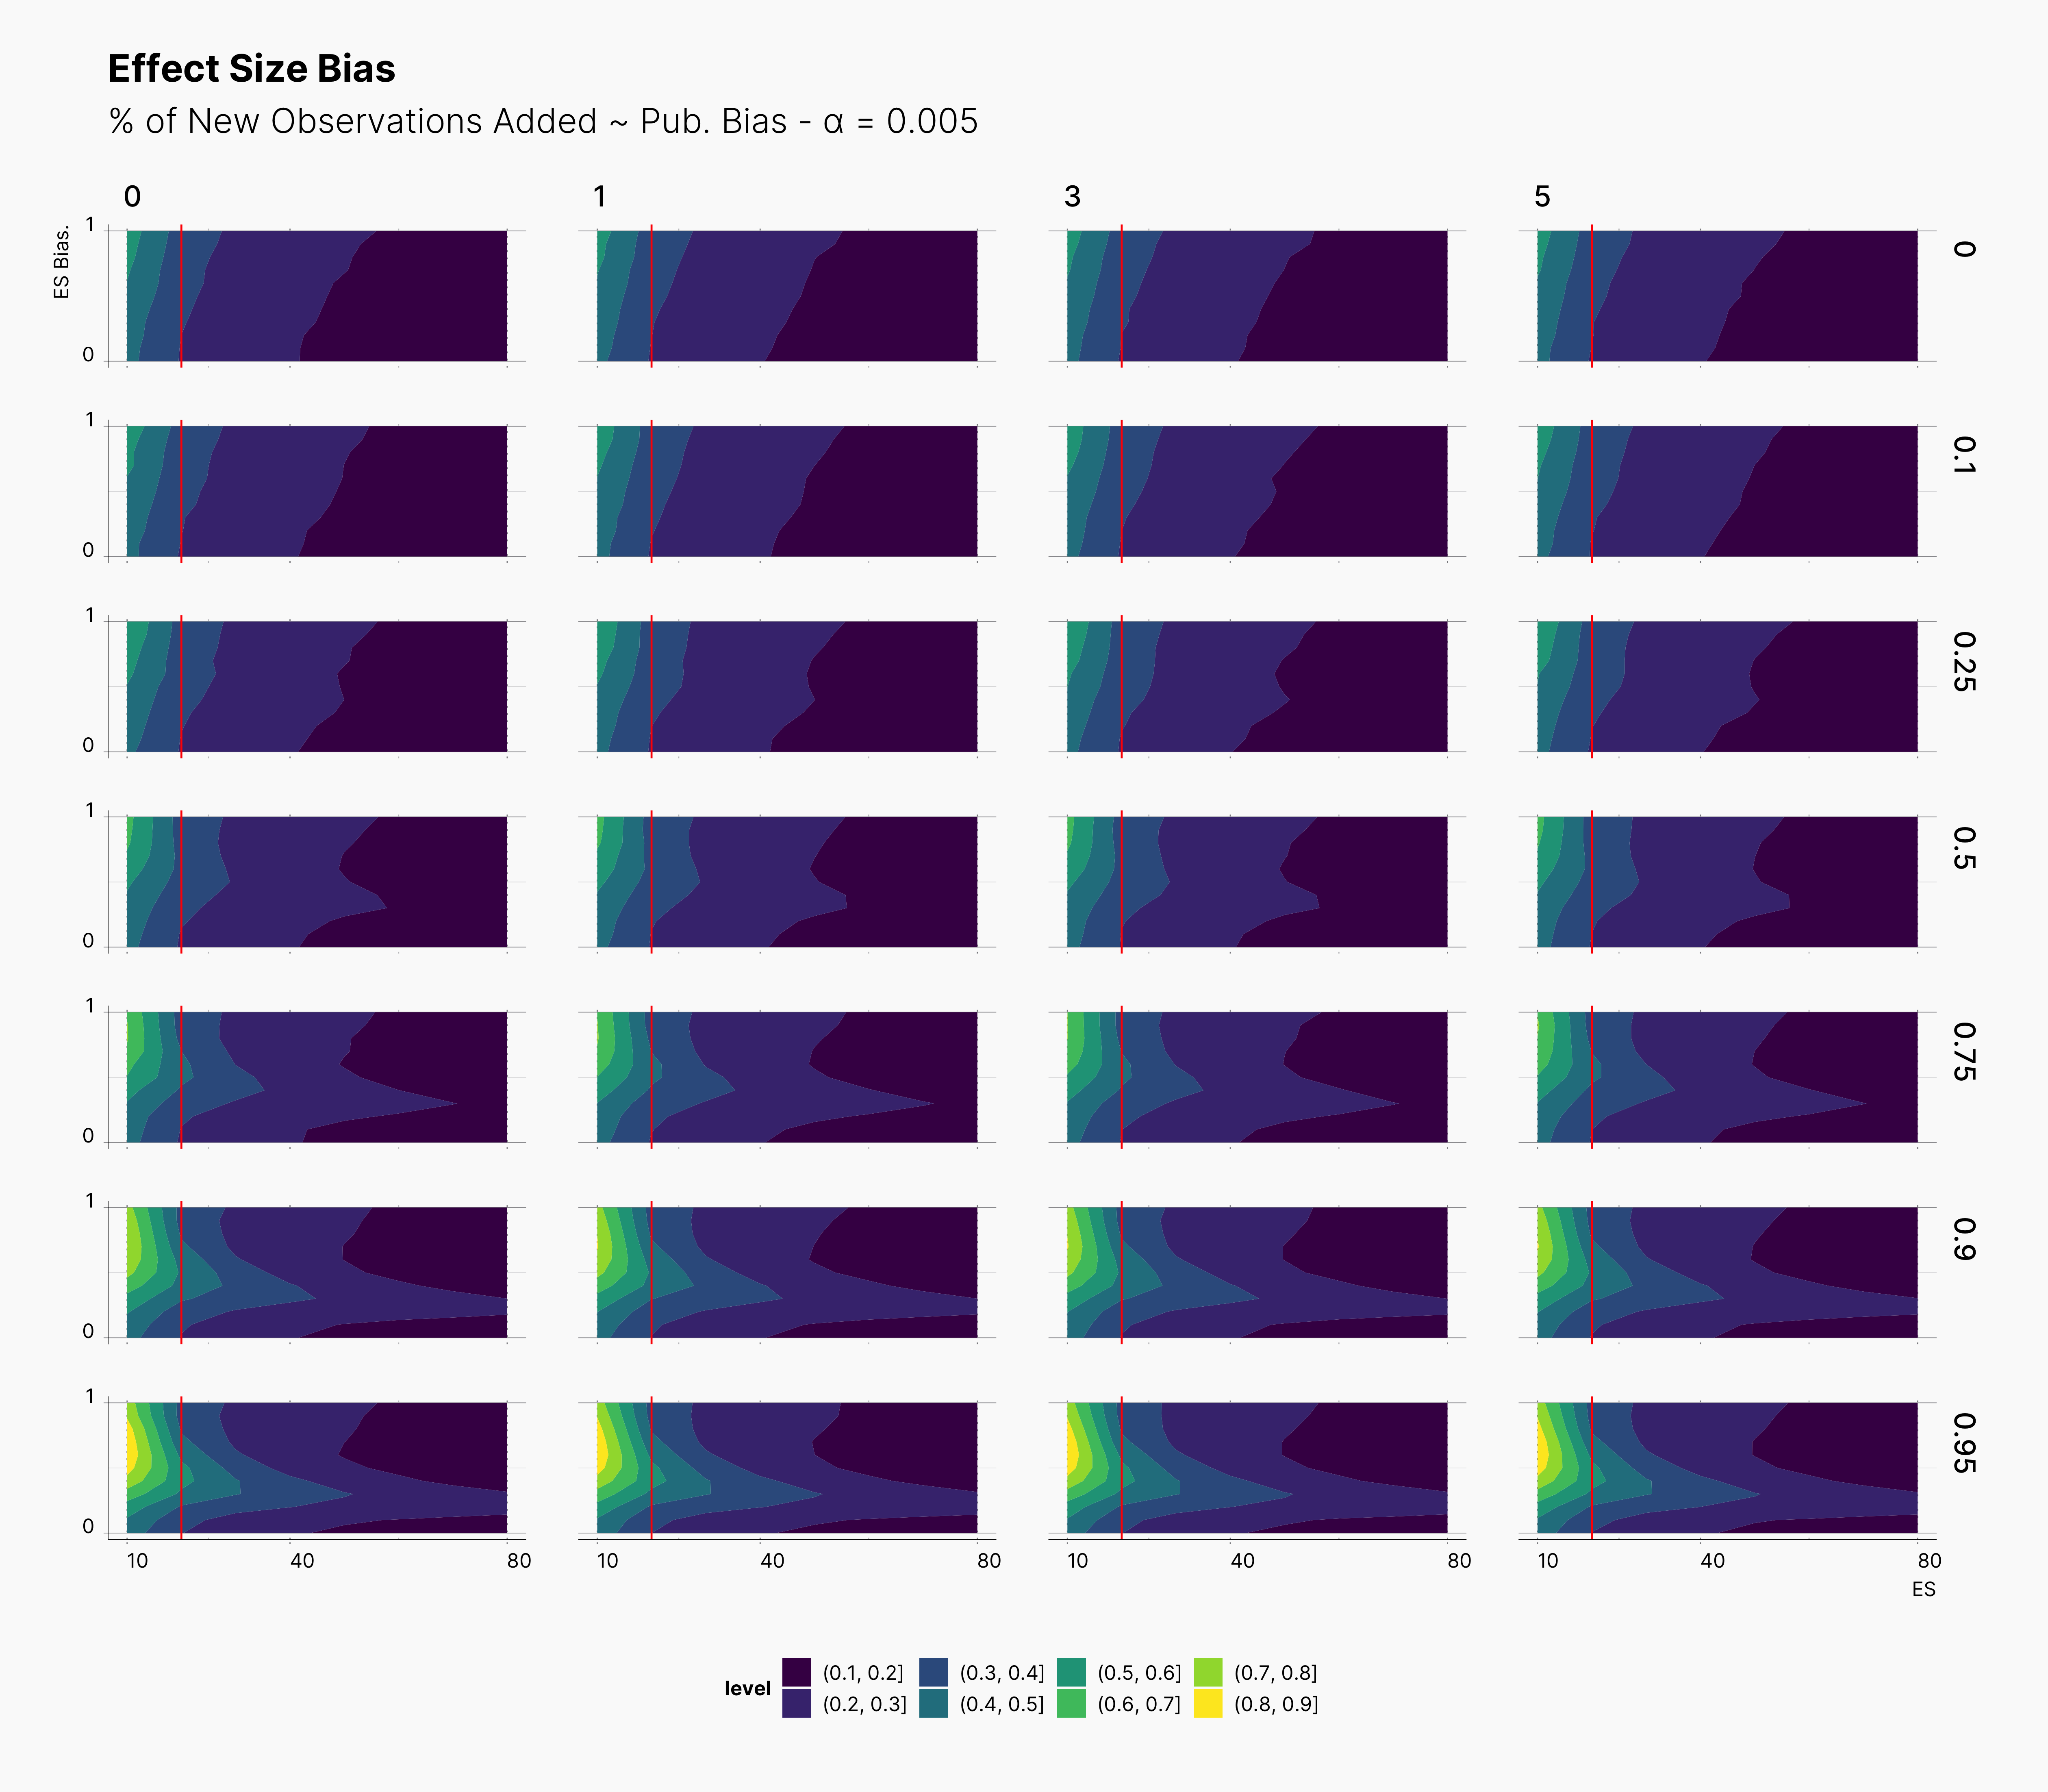 Effect Size Bias
% of New Observations Added ~ Pub. Bias - α = 0.005
0 1 3 5
ES Bias.
1
0
0
1
0
0.1
1
0
0.25
1
0
0.5
1
0
0.75
1
0
0.9
1
0
0.95
10 40 80 10 40 80 10 40 80 10 40 80
ES
level
(0.1, 0.2] (0.3, 0.4] (0.5, 0.6] (0.7, 0.8]
(0.2, 0.3] (0.4, 0.5] (0.6, 0.7] (0.8, 0.9]